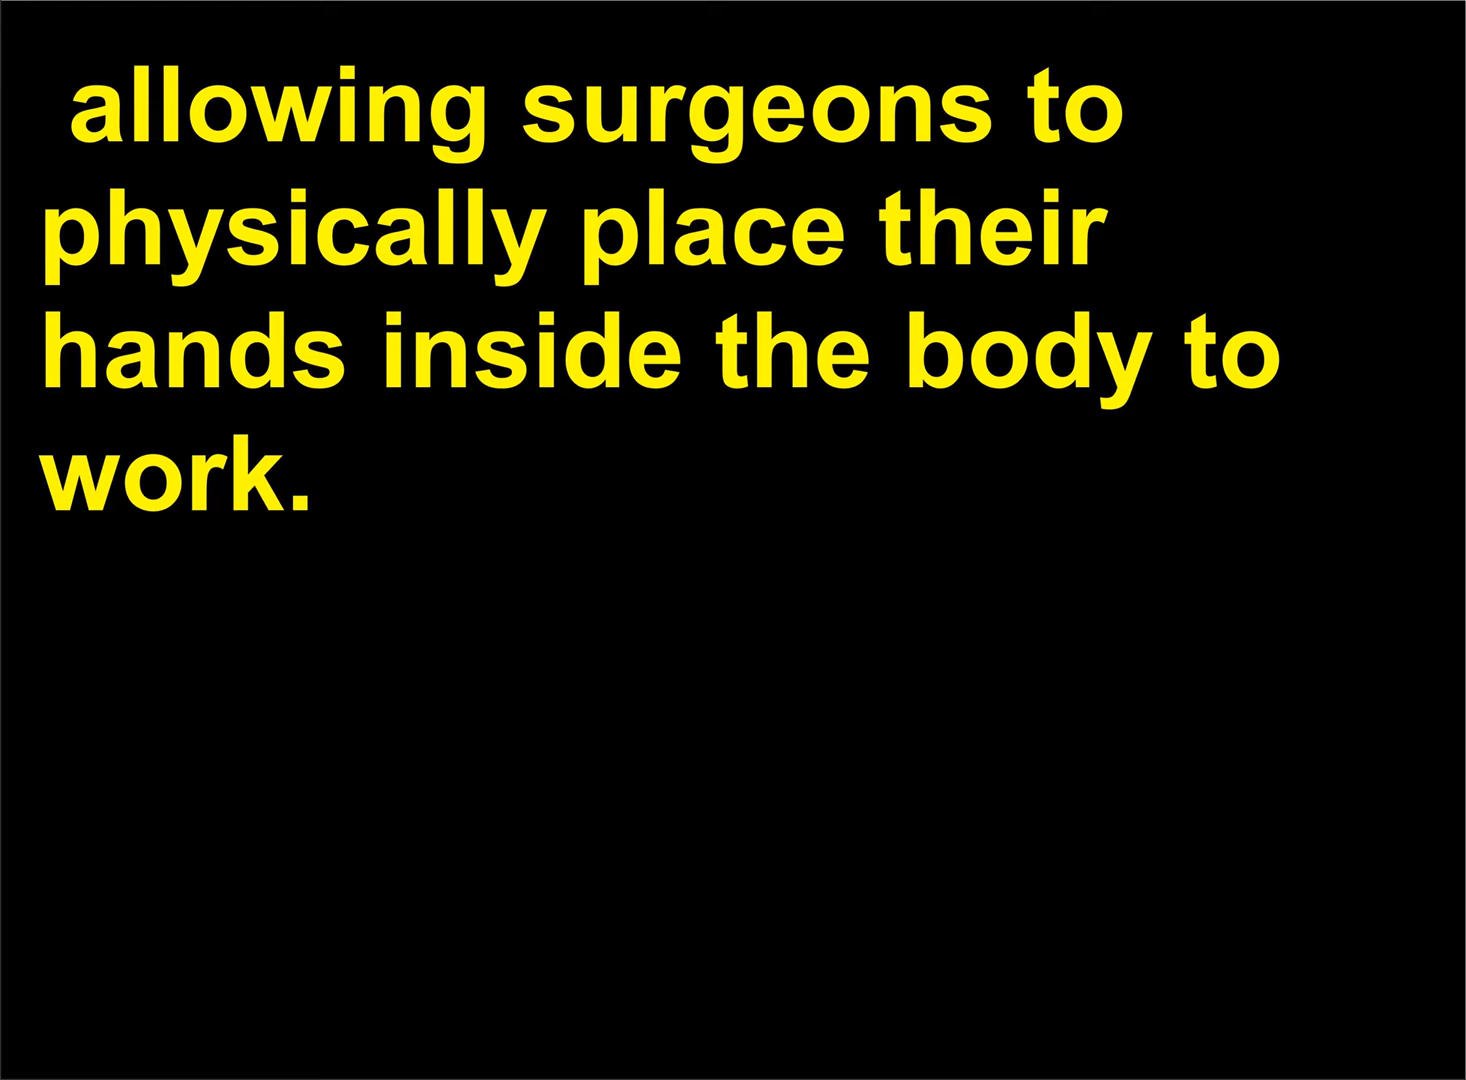 allowing surgeons to
physically place their
hands inside the body to
work.